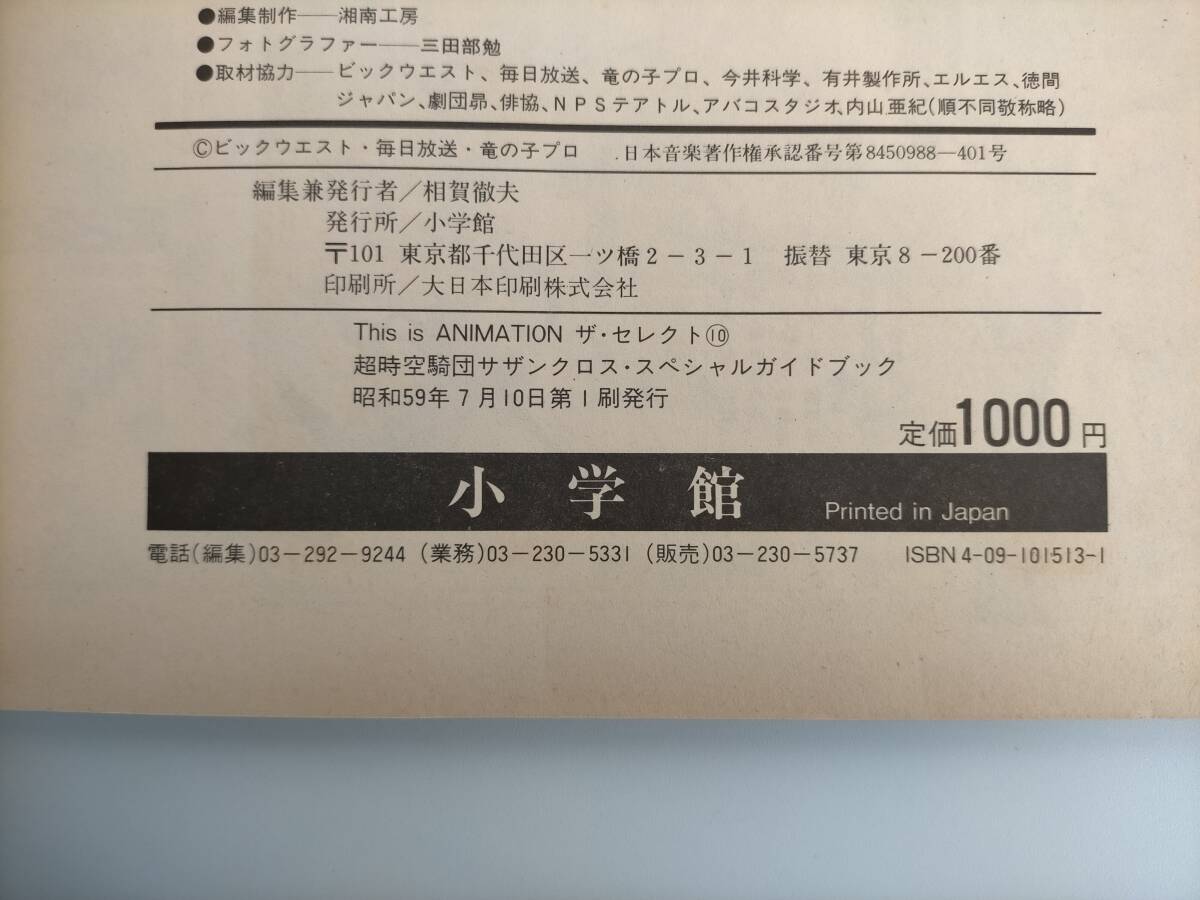 ●編集制作──湘南工房
●フォトグラファー──三田部勉
●取材協力──ビックウエスト、毎日放送、竜の子プロ、今井科学、有井製作所、エルエス、徳間
ジャパン、劇団昴、俳協、NPSテアトル、アバコスタジオ、内山亜紀(順不同敬称略)
©ビックウエスト・毎日放送・竜の子プロ 日本音楽著作権承認番号第8450988―401号
編集兼発行者/相賀徹夫
発行所/小学館
〒101 東京都千代田区一ツ橋2-3-1 振替 東京8-200番
印刷所/大日本印刷株式会社
This is ANIMATION ザ・セレクト⑩
超時空騎団サザンクロス・スペシャルガイドブック
昭和59年7月10日第1刷発行
定価1000円
小学館 Printed in Japan
電話(編集)03-292-9244 (業務)03-230-5331 (販売)03-230-5737 ISBN4-09-101513-1